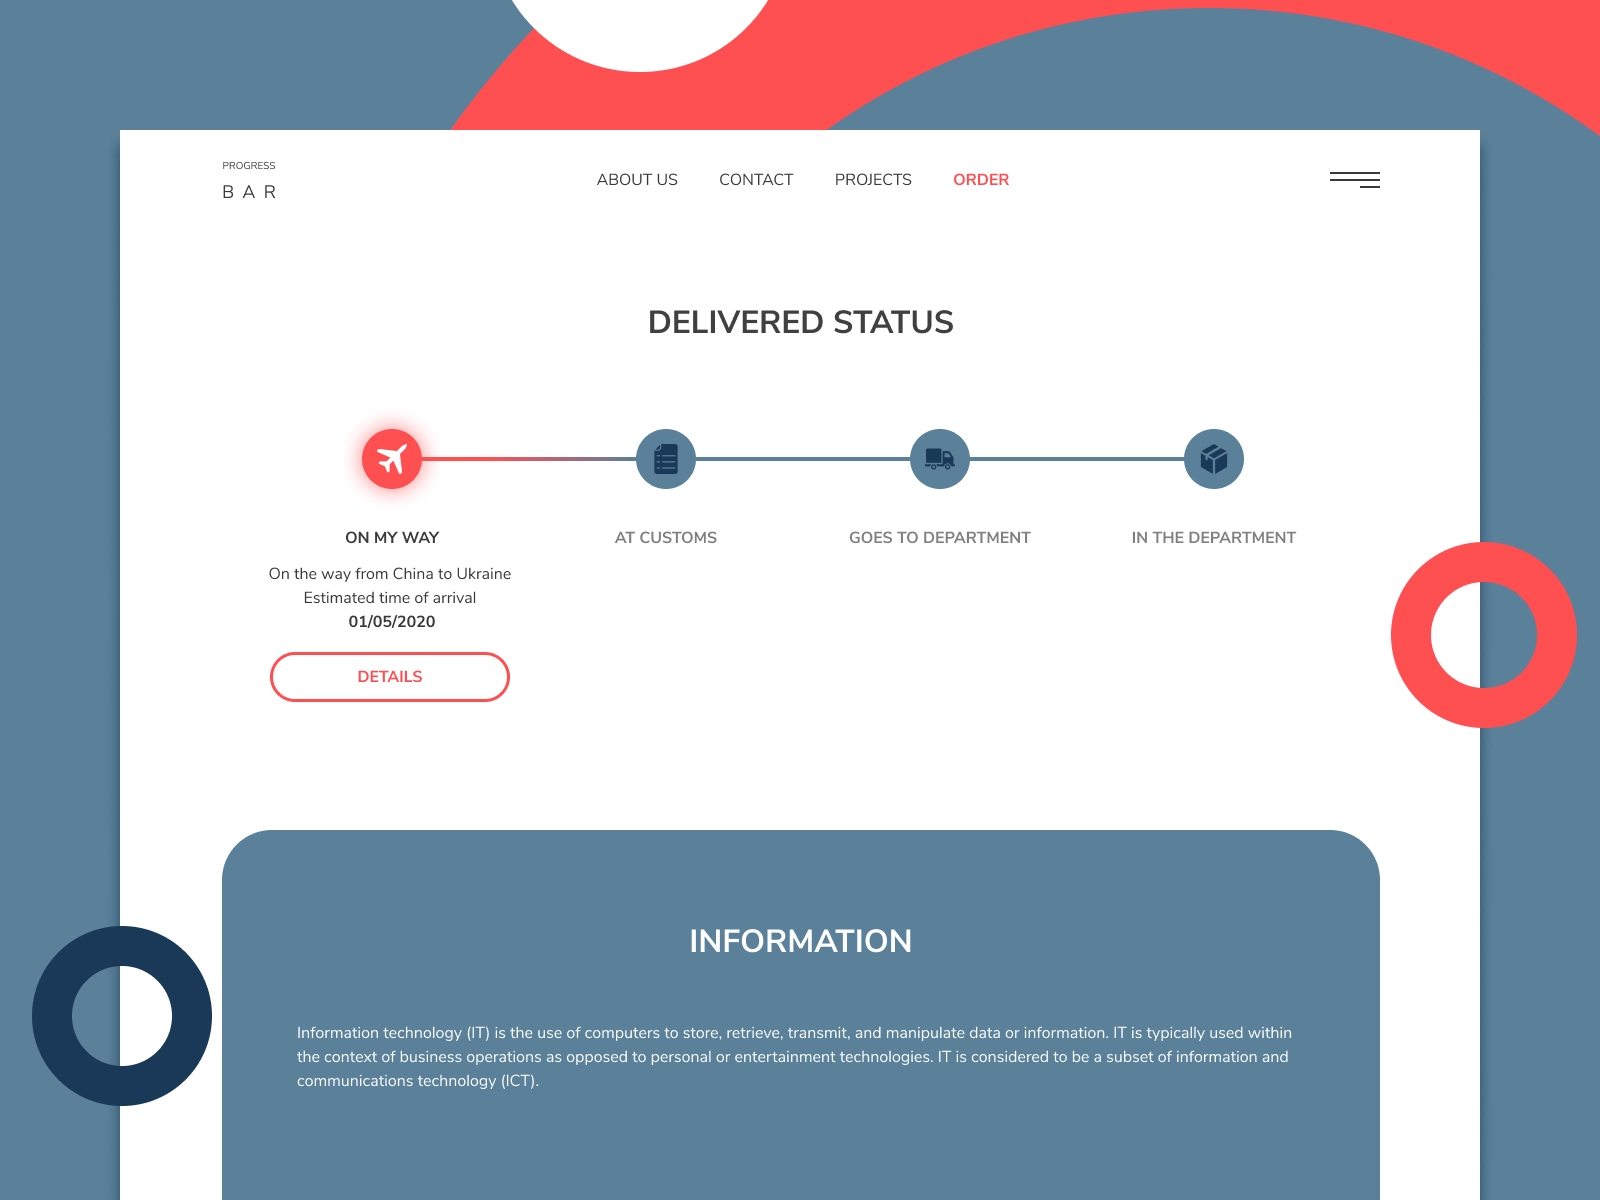 PROGRESS
BAR
ABOUT US CONTACT PROJECTS ORDER
DELIVERED STATUS
ON MY WAY AT CUSTOMS GOES TO DEPARTMENT IN THE DEPARTMENT
On the way from China to Ukraine
Estimated time of arrival
01/05/2020
DETAILS
INFORMATION
Information technology (IT) is the use of computers to store, retrieve, transmit, and manipulate data or information. IT is typically used within
the context of business operations as opposed to personal or entertainment technologies. IT is considered to be a subset of information and
communications technology (ICT).